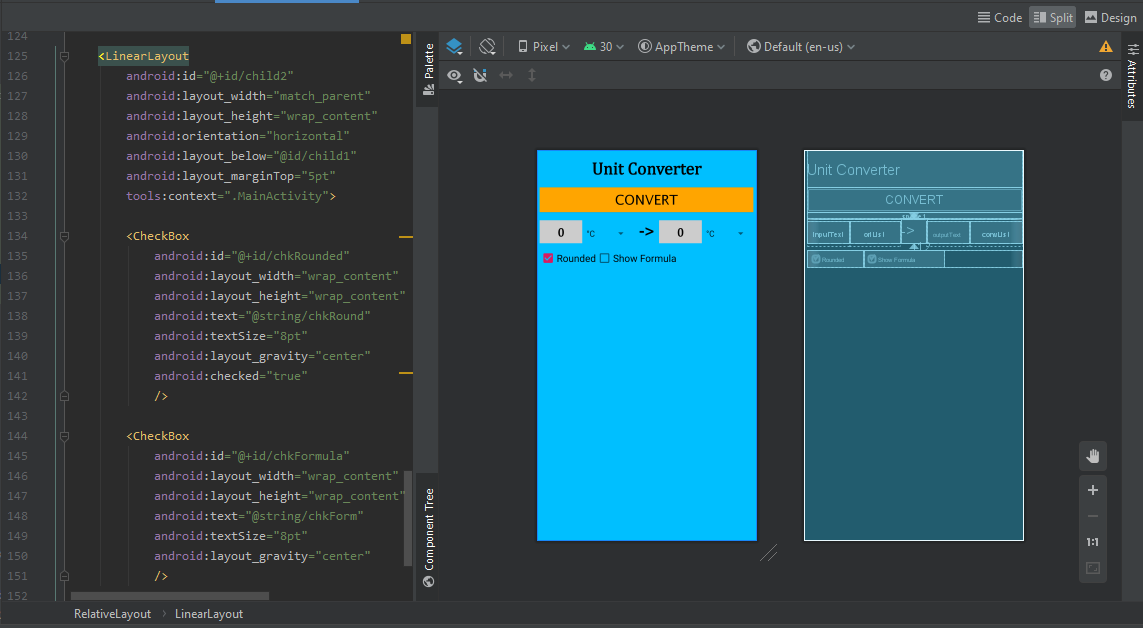 Code Split Design
Pixel 30 AppTheme Default (en-us)
Palette
Attributes
Component Tree
124
125 <LinearLayout
126 android:id="@+id/child2"
127 android:layout_width="match_parent"
128 android:layout_height="wrap_content"
129 android:orientation="horizontal"
130 android:layout_below="@id/child1"
131 android:layout_marginTop="5pt"
132 tools:context=".MainActivity">
133
134 <CheckBox
135 android:id="@+id/chkRounded"
136 android:layout_width="wrap_content"
137 android:layout_height="wrap_content"
138 android:text="@string/chkRound"
139 android:textSize="8pt"
140 android:layout_gravity="center"
141 android:checked="true"
142 />
143
144 <CheckBox
145 android:id="@+id/chkFormula"
146 android:layout_width="wrap_content"
147 android:layout_height="wrap_content"
148 android:text="@string/chkForm"
149 android:textSize="8pt"
150 android:layout_gravity="center"
151 />
152
Unit Converter
CONVERT
0 °C -> 0 °C
Rounded Show Formula
Unit Converter
CONVERT
inputText -> outputText
Rounded Show Formula
1:1
RelativeLayout LinearLayout